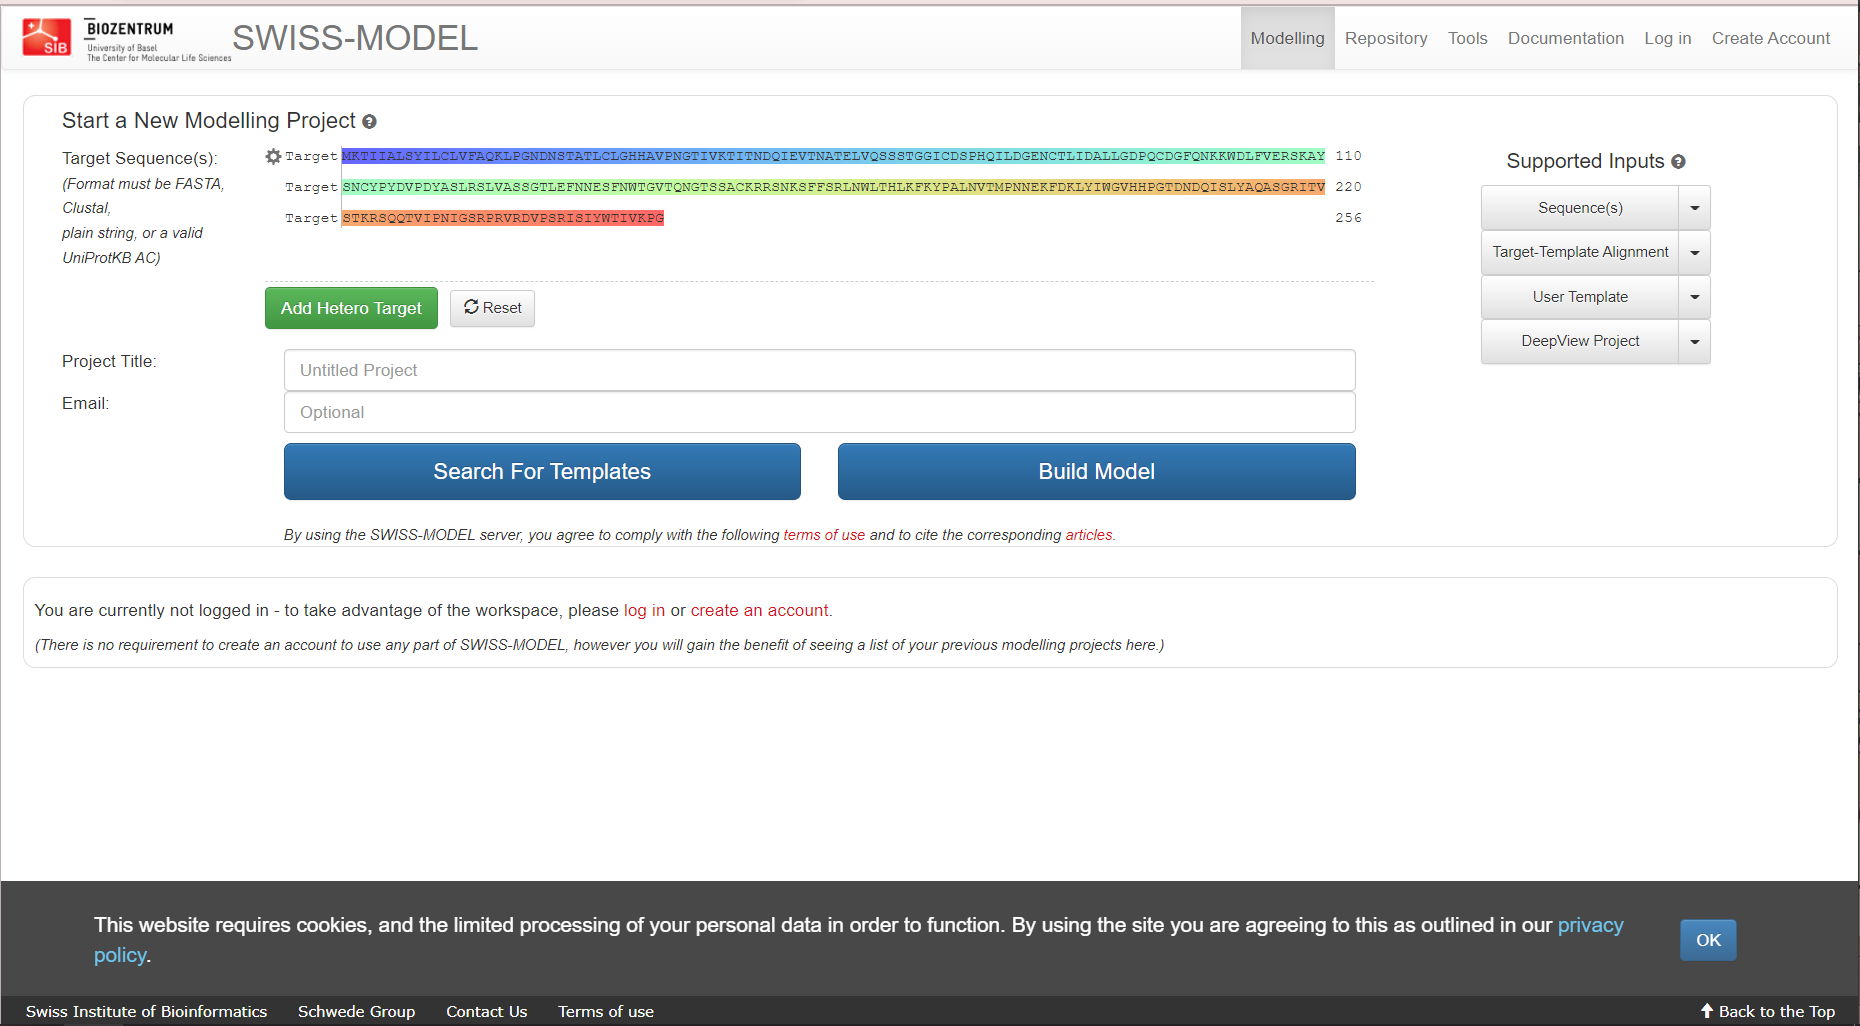 SIB
BIOZENTRUM
University of Basel
The Center for Molecular Life Sciences
SWISS-MODEL
Modelling
Repository
Tools
Documentation
Log in
Create Account
Start a New Modelling Project
Target Sequence(s):
(Format must be FASTA,
Clustal,
plain string, or a valid
UniProtKB AC)
Target MKTIIALSYILCLVFAQKLPGNDNSTATLCLGHHAVPNGTIVKTITNDQIEVTNATELVQSSSTGGICDSPHQILDGENCTLIDALLGDPQCDGFQNKKWDLFVERSKAY 110
Target SNCYPYDVPDYASLRSLVASSGTLEFNNESFNWTGVTQNGTSSACKRRSNKSFFSRLNWLTHLKFKYPALNVTMPNNEKFDKLYIWGVHHPGTDNDQISLYAQASGRITV 220
Target STKRSQQTVIPNIGSRPRVRDVPSRISIYWTIVKPG 256
Add Hetero Target
Reset
Supported Inputs
Sequence(s)
Target-Template Alignment
User Template
DeepView Project
Project Title:
Untitled Project
Email:
Optional
Search For Templates
Build Model
By using the SWISS-MODEL server, you agree to comply with the following terms of use and to cite the corresponding articles.
You are currently not logged in - to take advantage of the workspace, please log in or create an account.
(There is no requirement to create an account to use any part of SWISS-MODEL, however you will gain the benefit of seeing a list of your previous modelling projects here.)
This website requires cookies, and the limited processing of your personal data in order to function. By using the site you are agreeing to this as outlined in our privacy
policy.
OK
Swiss Institute of Bioinformatics
Schwede Group
Contact Us
Terms of use
Back to the Top